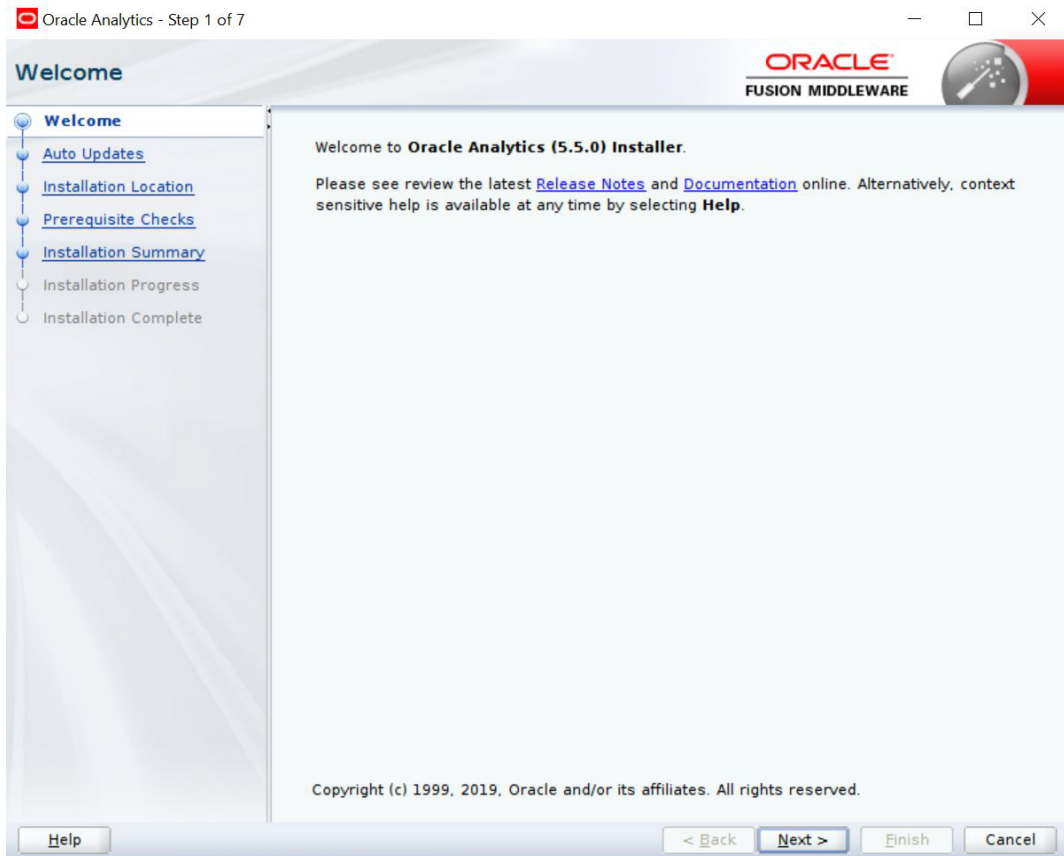 Oracle Analytics - Step 1 of 7
Welcome
ORACLE
FUSION MIDDLEWARE
Welcome
Auto Updates
Installation Location
Prerequisite Checks
Installation Summary
Installation Progress
Installation Complete
Welcome to Oracle Analytics (5.5.0) Installer.
Please see review the latest Release Notes and Documentation online. Alternatively, context
sensitive help is available at any time by selecting Help.
Copyright (c) 1999, 2019, Oracle and/or its affiliates. All rights reserved.
Help
< Back Next > Finish Cancel